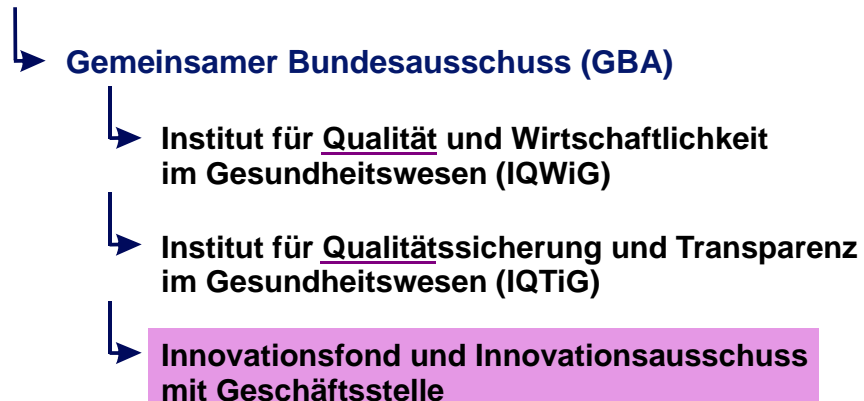 Gemeinsamer Bundesausschuss (GBA)
Institut für Qualität und Wirtschaftlichkeit
im Gesundheitswesen (IQWiG)
Institut für Qualitätssicherung und Transparenz
im Gesundheitswesen (IQTiG)
Innovationsfond und Innovationsausschuss
mit Geschäftsstelle